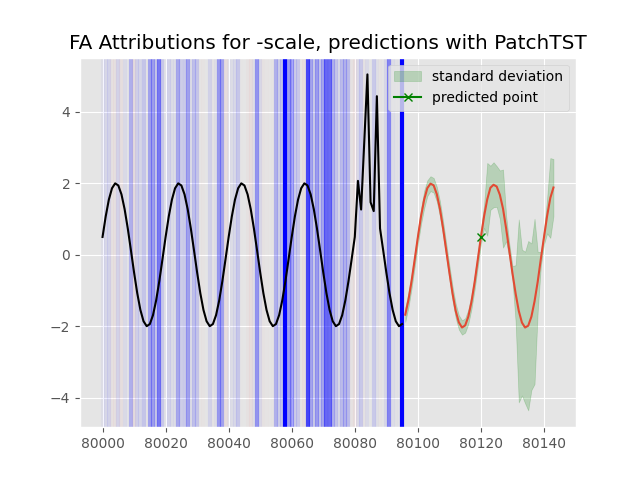 FA Attributions for -scale, predictions with PatchTST
standard deviation
predicted point
4
2
0
−2
−4
80000 80020 80040 80060 80080 80100 80120 80140